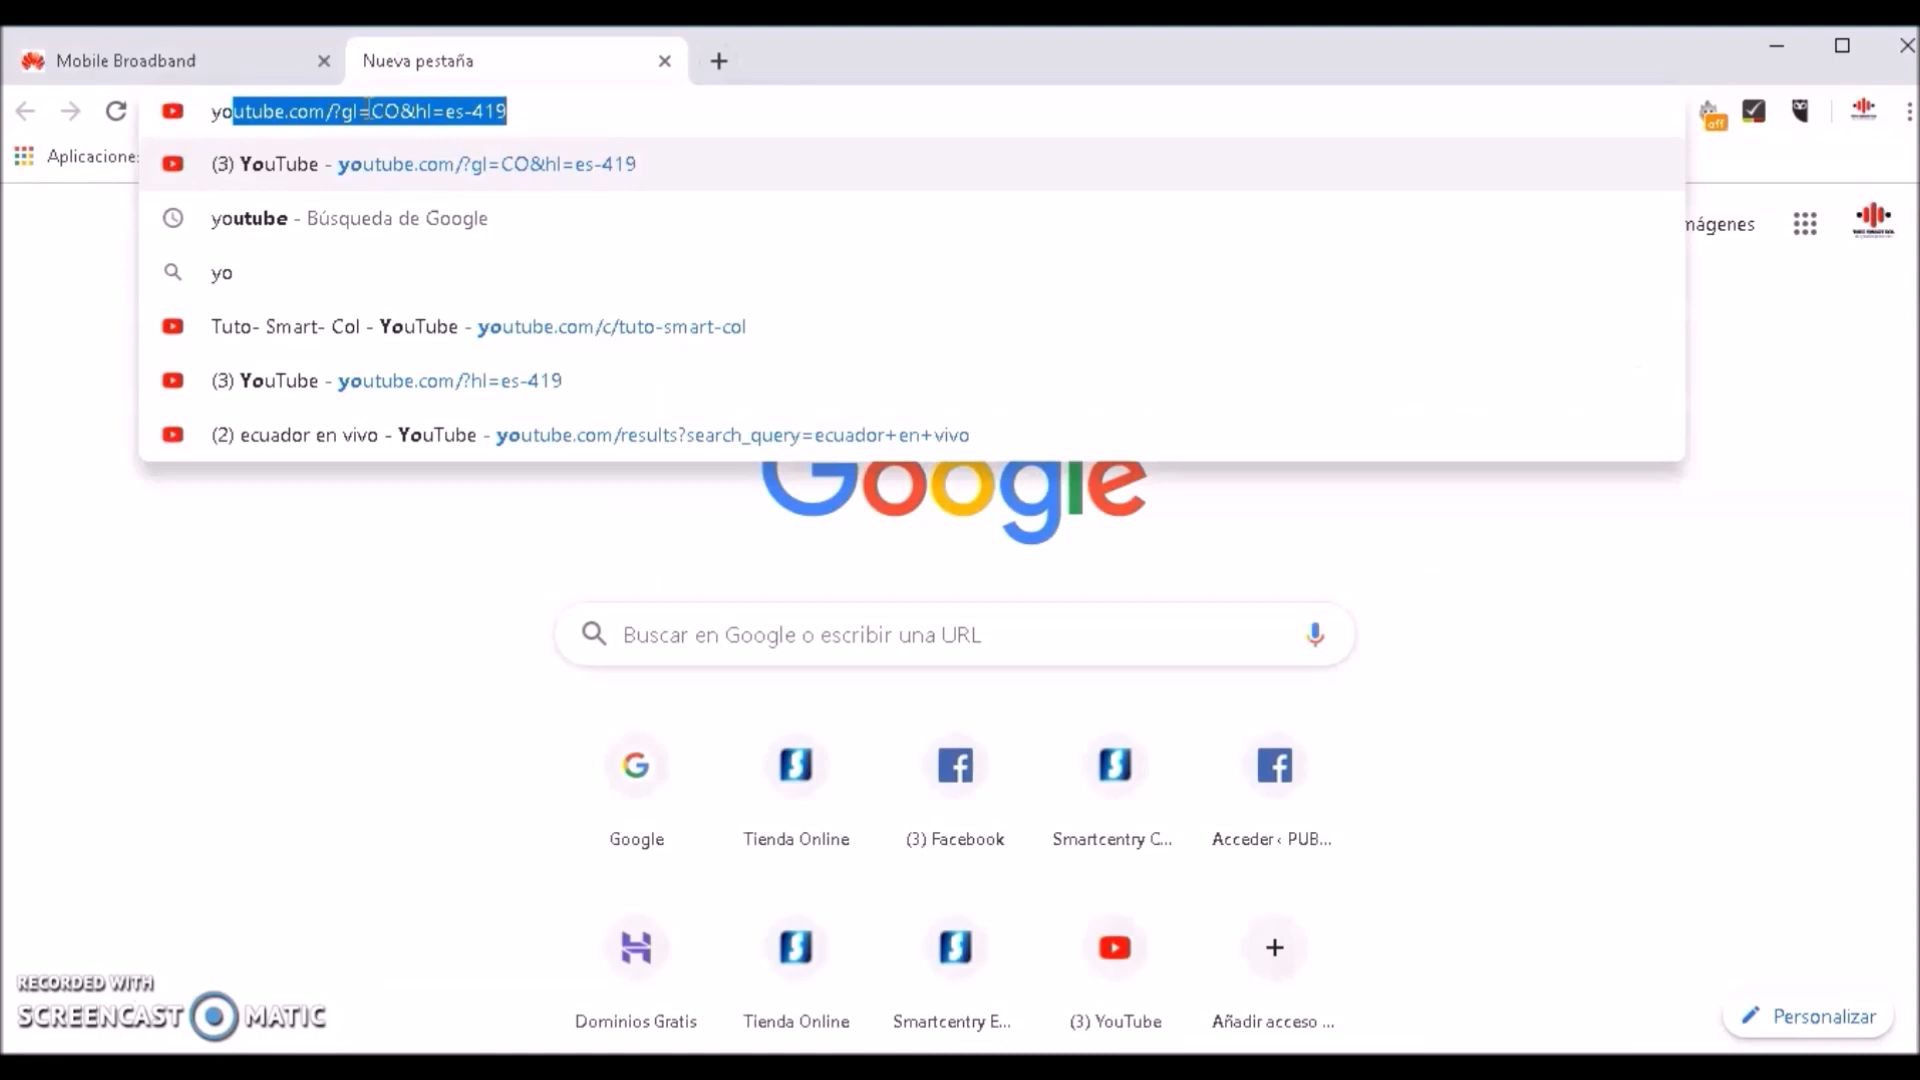 Mobile Broadband
Nueva pestaña
youtube.com/?gl=CO&hl=es-419
off
Aplicacione
(3) YouTube - youtube.com/?gl=CO&hl=es-419
youtube - Búsqueda de Google
mágenes
yo
Tuto- Smart- Col - YouTube - youtube.com/c/tuto-smart-col
(3) YouTube - youtube.com/?hl=es-419
(2) ecuador en vivo - YouTube - youtube.com/results?search_query=ecuador+en+vivo
Google
Buscar en Google o escribir una URL
Google
Tienda Online
(3) Facebook
Smartcentry C...
Acceder ‹ PUB...
Dominios Gratis
Tienda Online
Smartcentry E...
(3) YouTube
Añadir acceso ...
RECORDED WITH
SCREENCAST MATIC
Personalizar